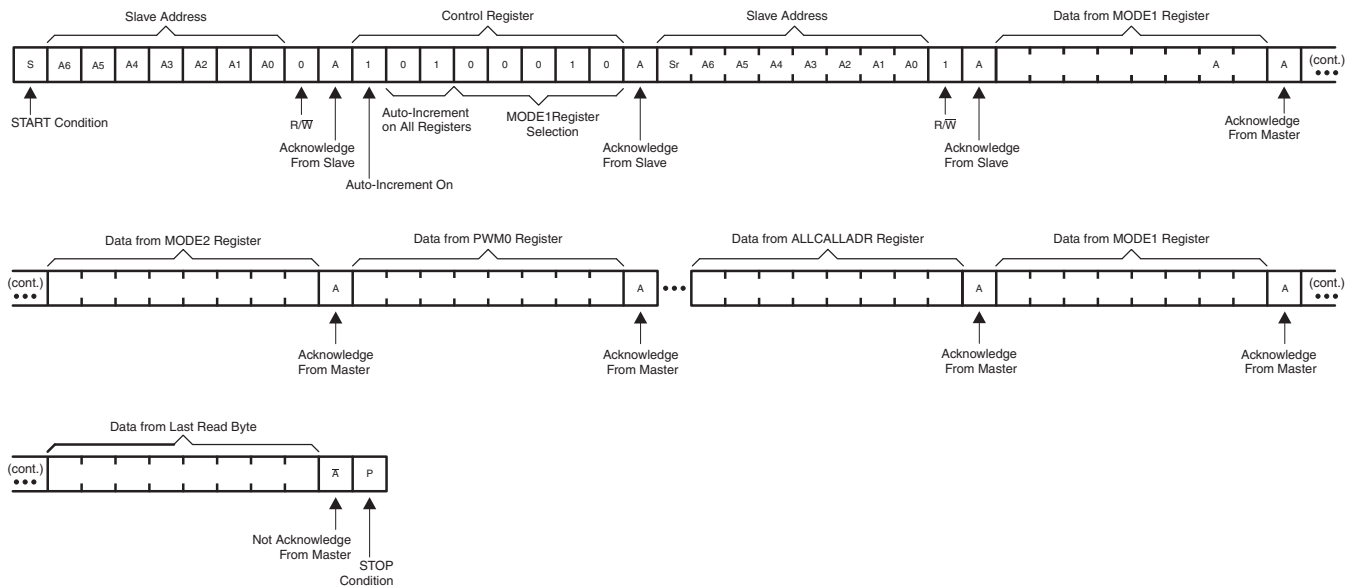 Slave Address
Control Register
Slave Address
Data from MODE1 Register
S A6 A5 A4 A3 A2 A1 A0 0 A 1 0 1 0 0 0 1 0 A Sr A6 A5 A4 A3 A2 A1 A0 1 A A A (cont.) •••
START Condition
R/W̅
Acknowledge
From Slave
Auto-Increment On
Auto-Increment
on All Registers
MODE1Register
Selection
Acknowledge
From Slave
R/W̅
Acknowledge
From Slave
Acknowledge
From Master
Data from MODE2 Register
Data from PWM0 Register
Data from ALLCALLADR Register
Data from MODE1 Register
(cont.) ••• A A ••• A A (cont.) •••
Acknowledge
From Master
Acknowledge
From Master
Acknowledge
From Master
Acknowledge
From Master
Data from Last Read Byte
(cont.) ••• A̅ P
Not Acknowledge
From Master
STOP
Condition